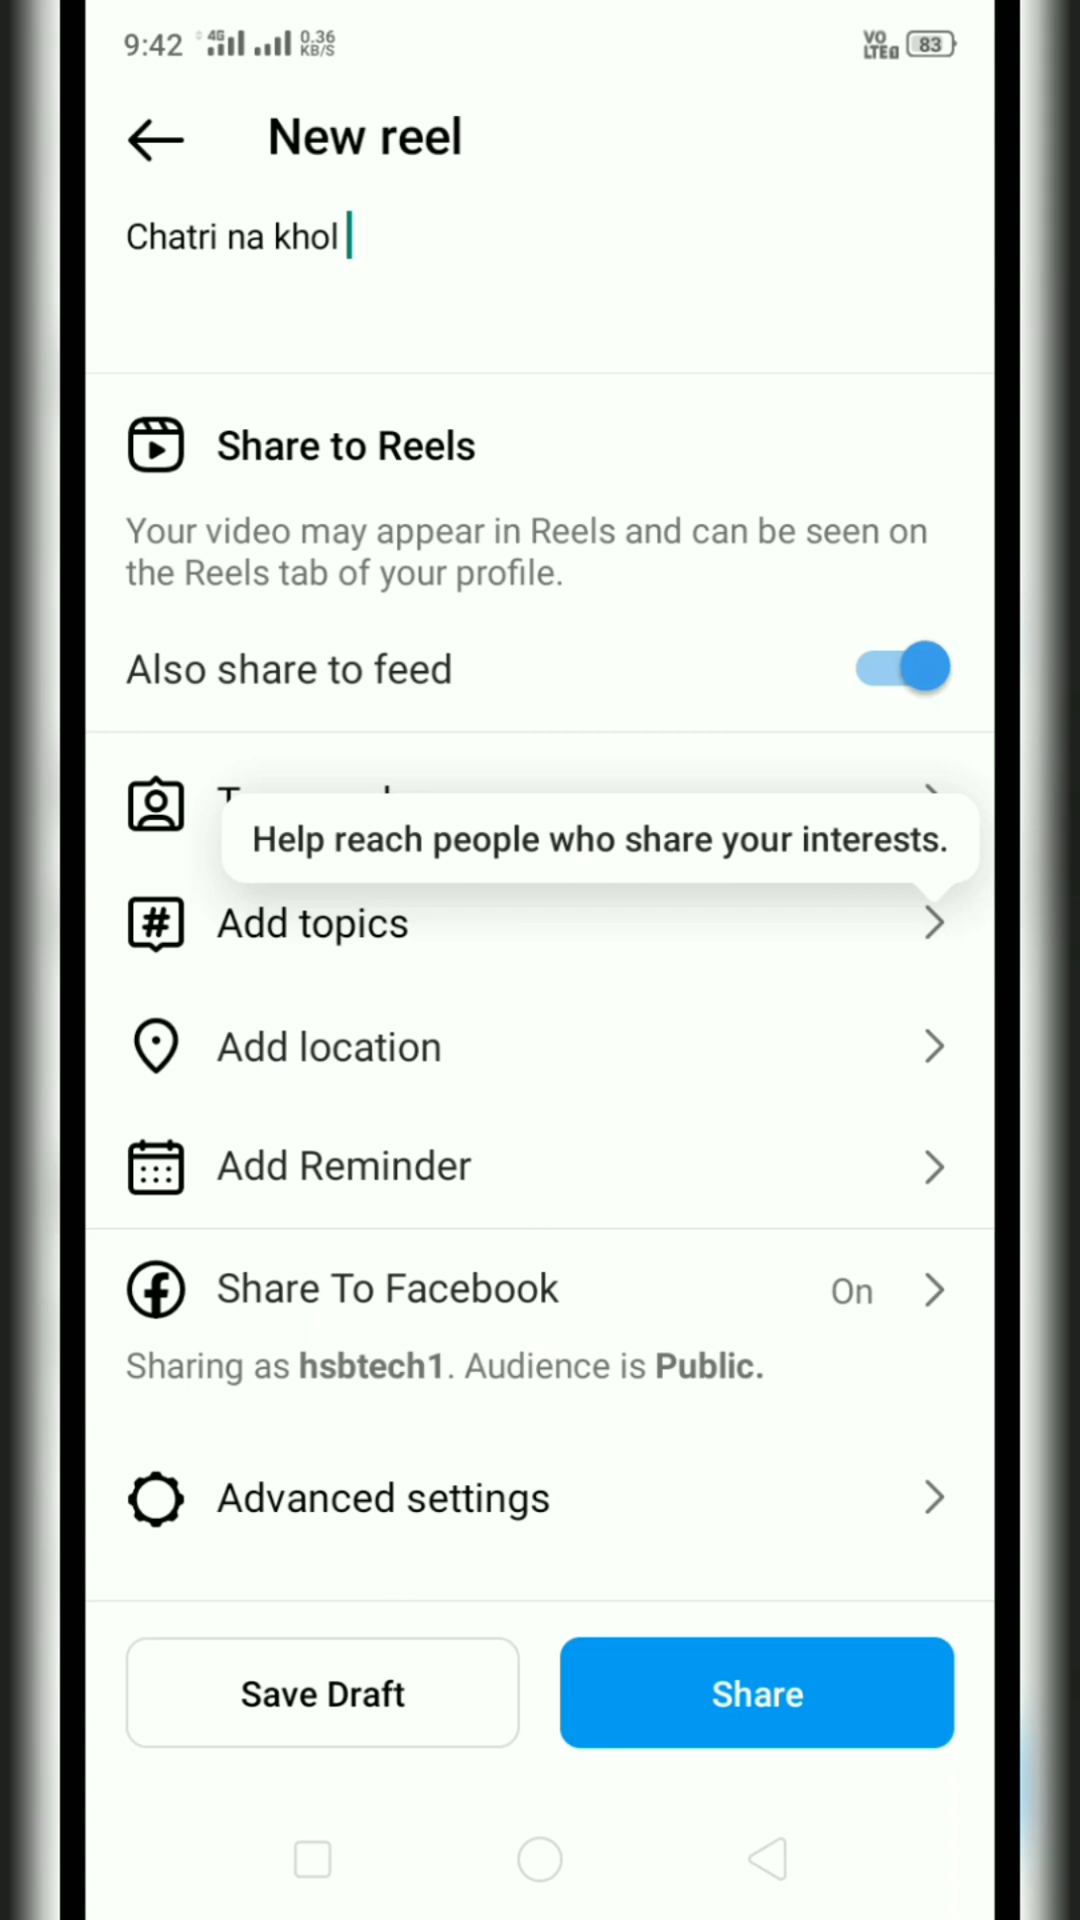 9:42 4G 0.36 KB/S VO LTE 83
New reel
Chatri na khol
Share to Reels
Your video may appear in Reels and can be seen on
the Reels tab of your profile.
Also share to feed
Help reach people who share your interests.
# Add topics
Add location
Add Reminder
Share To Facebook On
Sharing as hsbtech1. Audience is Public.
Advanced settings
Save Draft Share